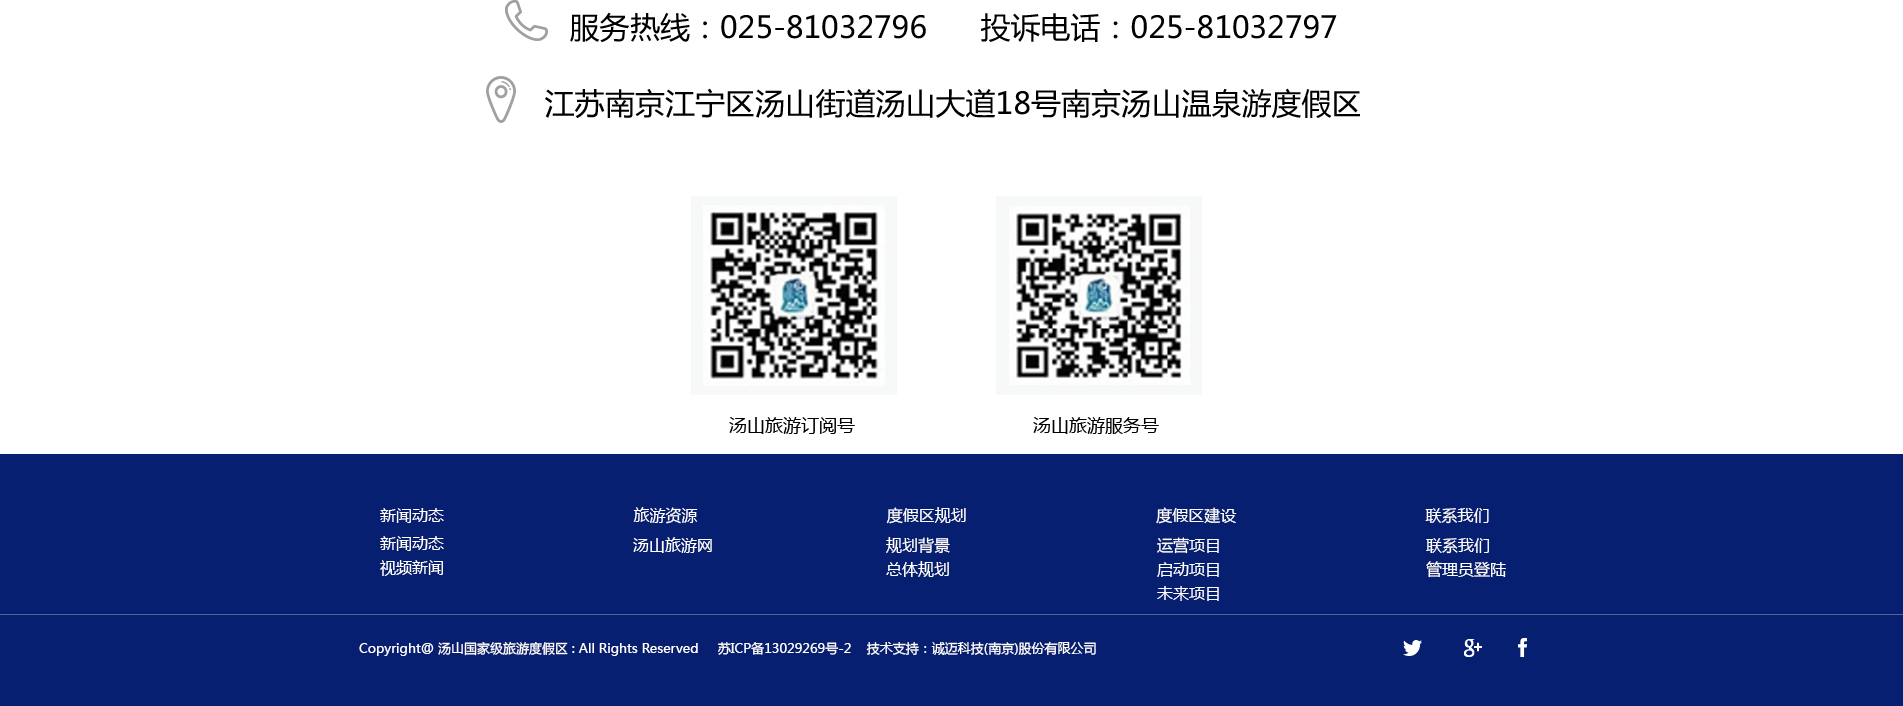 服务热线：025-81032796 投诉电话：025-81032797
江苏南京江宁区汤山街道汤山大道18号南京汤山温泉游度假区
汤山旅游订阅号 汤山旅游服务号
新闻动态 旅游资源 度假区规划 度假区建设 联系我们
新闻动态 汤山旅游网 规划背景 运营项目 联系我们
视频新闻 总体规划 启动项目 管理员登陆
未来项目
Copyright@ 汤山国家级旅游度假区 : All Rights Reserved 苏ICP备13029269号-2 技术支持：诚迈科技(南京)股份有限公司